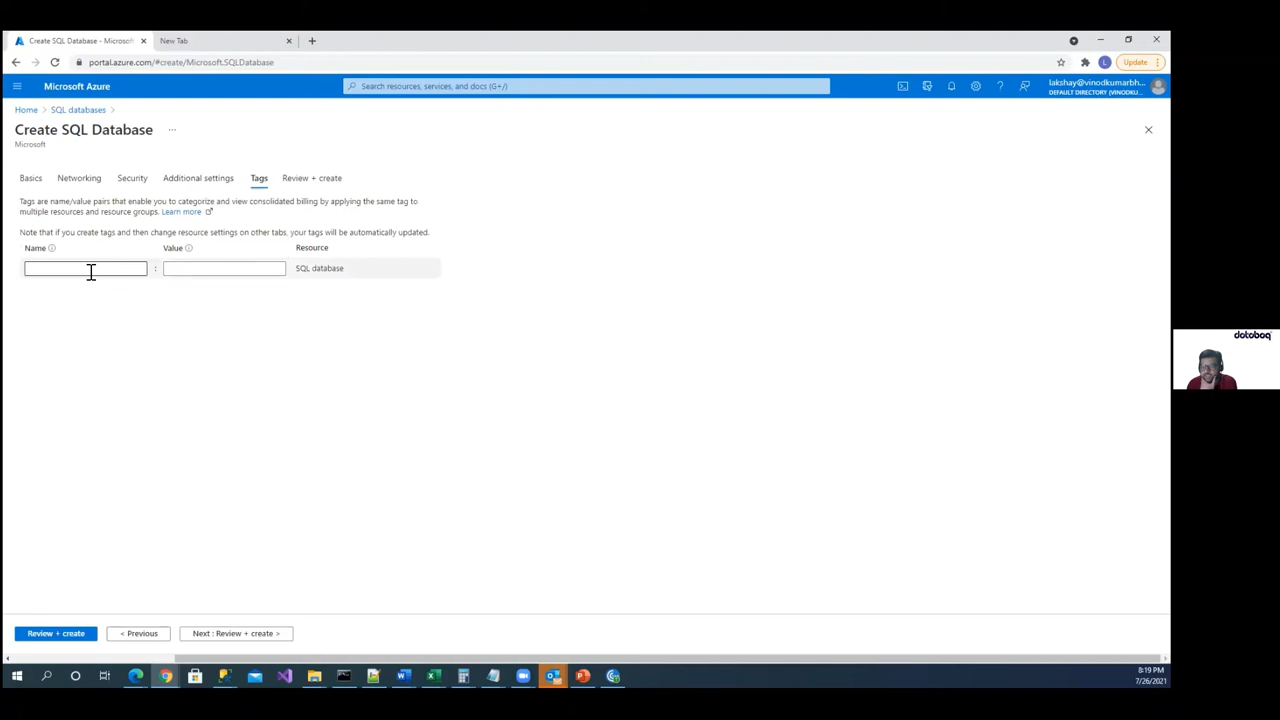 Create SQL Database - Microsoft
New Tab
portal.azure.com/#create/Microsoft.SQLDatabase
L
Update
Microsoft Azure
Search resources, services, and docs (G+/)
lakshay@vinodkumarbh...
DEFAULT DIRECTORY (VINODKU...
Home > SQL databases >
Create SQL Database ...
Microsoft
Basics Networking Security Additional settings Tags Review + create
Tags are name/value pairs that enable you to categorize and view consolidated billing by applying the same tag to
multiple resources and resource groups. Learn more
Note that if you create tags and then change resource settings on other tabs, your tags will be automatically updated.
Name Value Resource
: SQL database
databag
Review + create < Previous Next : Review + create >
8:19 PM
7/26/2021